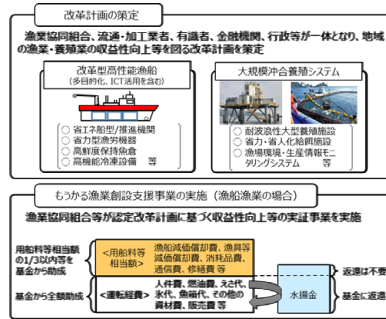 改革計画の策定
漁業協同組合、流通・加工業者、有識者、金融機関、行政等が一体となり、地域
の漁業・養殖業の収益性向上等を図る改革計画を策定
改革型高性能漁船
(多目的化、ICT活用を含む)
○ 省エネ船型/推進機関
○ 省力型漁労機器
○ 高鮮度保持魚倉
○ 高機能冷凍設備 等
大規模沖合養殖システム
○ 耐波浪性大型養殖施設
○ 省力・省人化給餌施設
○ 漁場環境・生産情報モニ
タリングシステム 等
もうかる漁業創設支援事業の実施（漁船漁業の場合）
漁業協同組合等が認定改革計画に基づく収益性向上等の実証事業を実施
用船料等相当額
の1/3以内等を
基金から助成
<用船料等
相当額>
漁船減価償却費、漁具等
減価償却費、消耗品費、
通信費、修繕費 等
返還は不要
基金から全額助成
<運転経費>
人件費、燃油費、えさ代、
氷代、魚箱代、その他の
資材費、販売費 等
水揚金
基金に返還